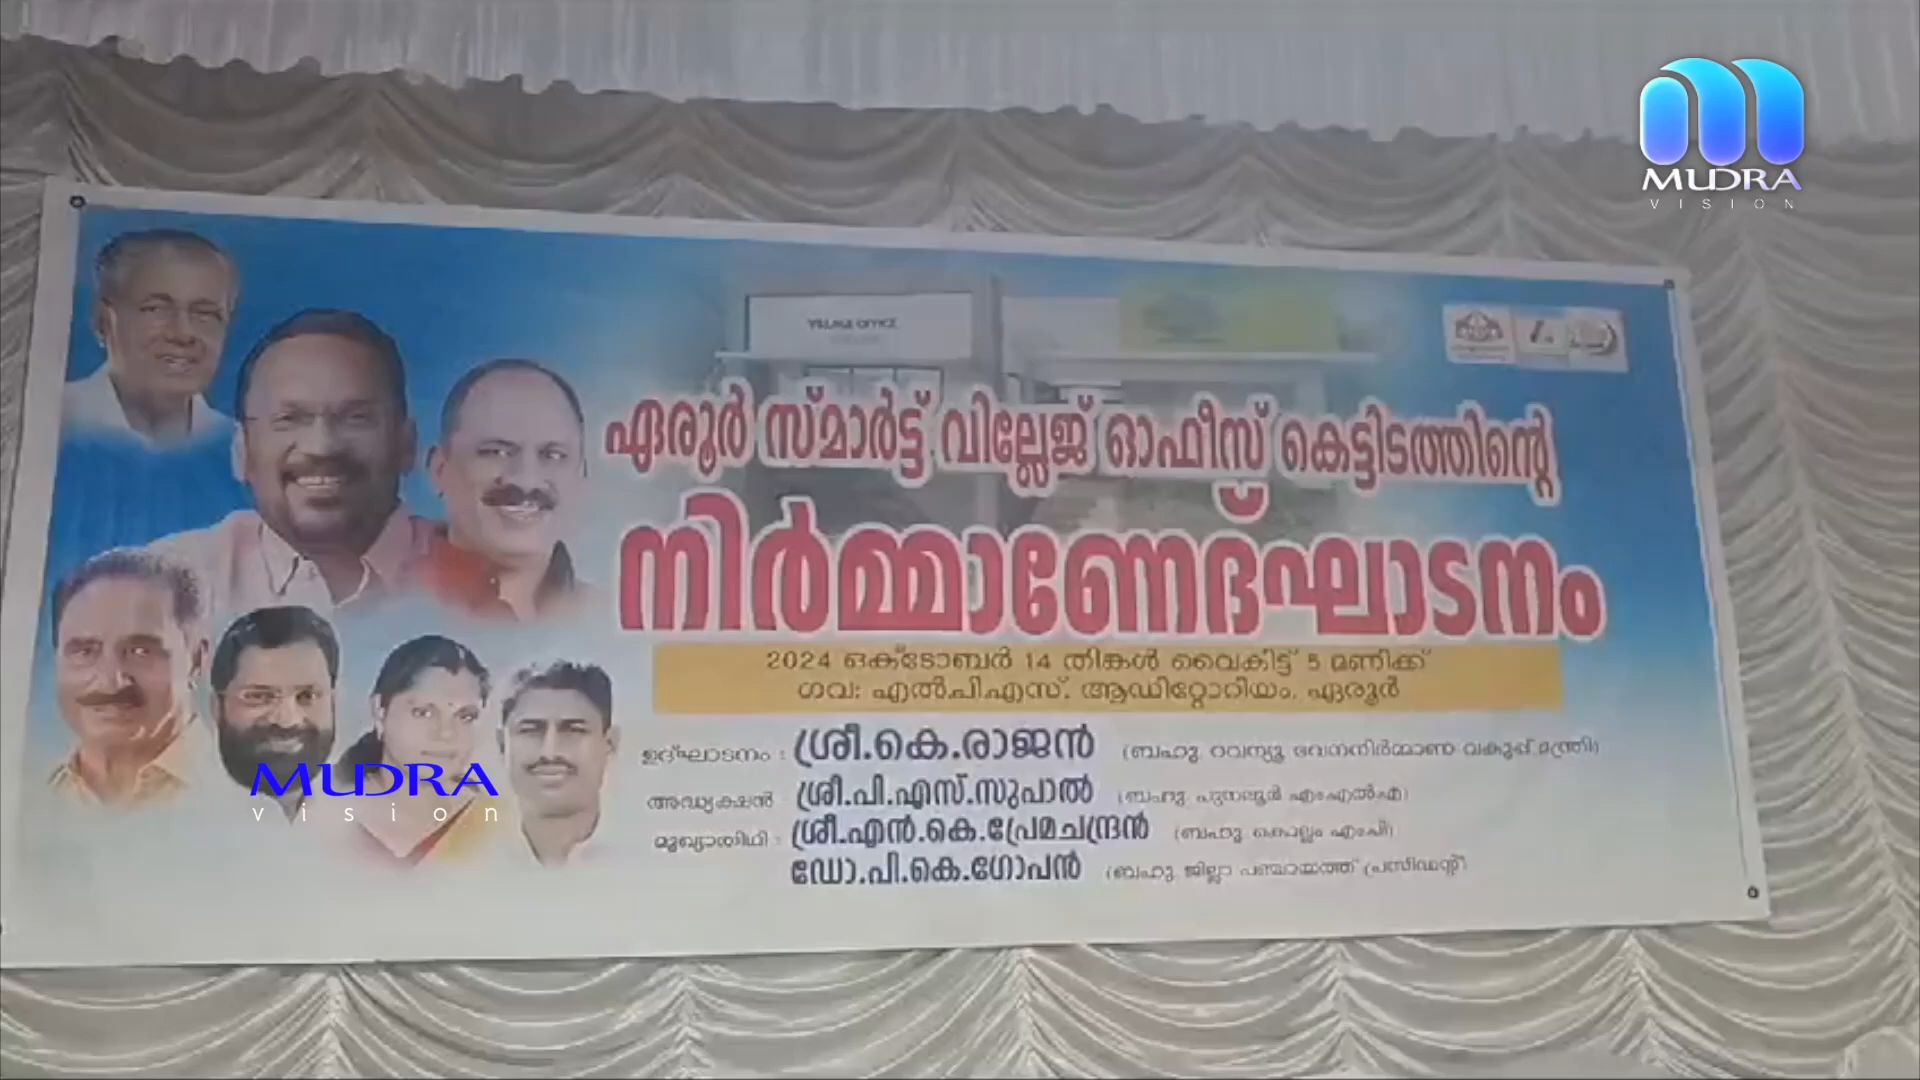 MUDRA
VISION
VILLAGE OFFICE
ഏരൂർ സ്മാർട്ട് വില്ലേജ് ഓഫീസ് കെട്ടിടത്തിന്റെ
നിർമ്മാണേദ്ഘാടനം
2024 ഒക്ടോബർ 14 തിങ്കൾ വൈകിട്ട് 5 മണിക്ക്
ഗവ: എൽ.പി.എസ്. ആഡിറ്റോറിയം, ഏരൂർ
ഉദ്ഘാടനം : ശ്രീ.കെ.രാജൻ (ബഹു. റവന്യൂ ഭവനനിർമ്മാണ വകുപ്പ് മന്ത്രി)
അദ്ധ്യക്ഷൻ ശ്രീ.പി.എസ്.സുപാൽ (ബഹു. പുനലൂർ എംഎൽഎ)
മുഖ്യാതിഥി : ശ്രീ.എൻ.കെ.പ്രേമചന്ദ്രൻ (ബഹു. കൊല്ലം എംപി)
ഡോ.പി.കെ.ഗോപൻ (ബഹു. ജില്ലാ പഞ്ചായത്ത് പ്രസിഡന്റ്)
MUDRA
vision